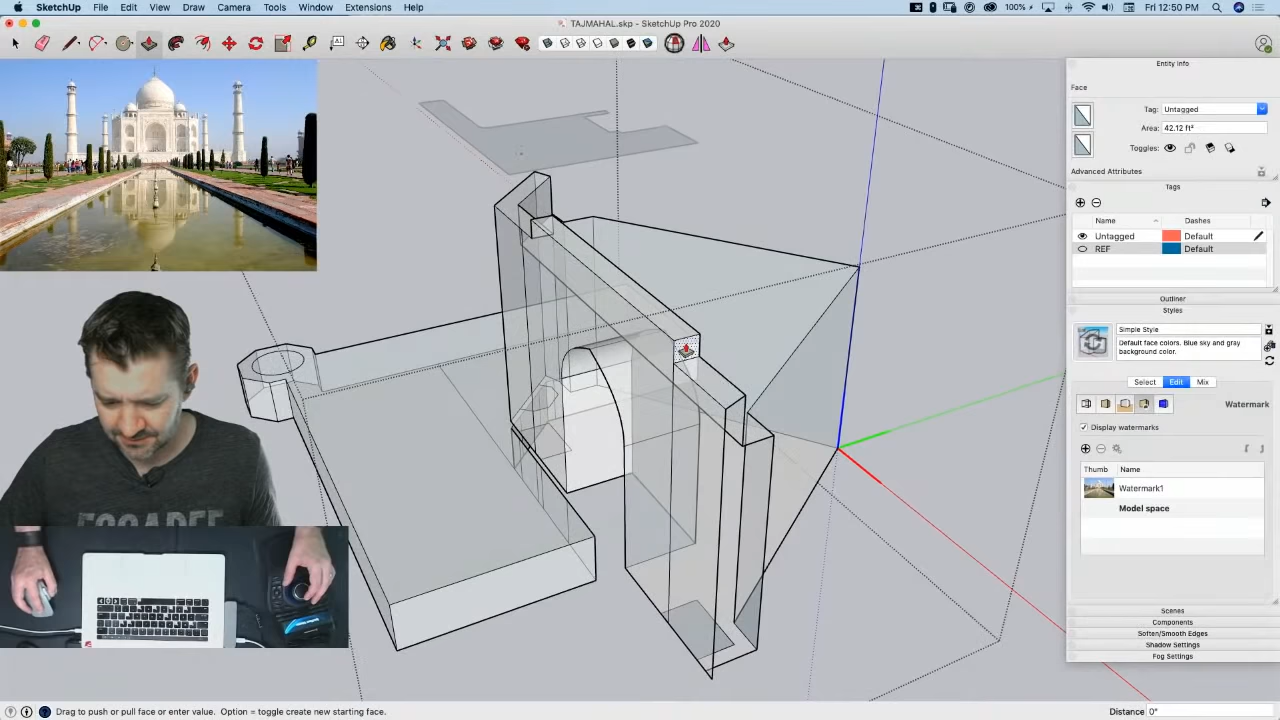 SketchUp File Edit View Draw Camera Tools Window Extensions Help
100% Fri 12:50 PM
TAJMAHAL.skp - SketchUp Pro 2020
Entity Info
Face
Tag: Untagged
Area: 42.12 ft²
Toggles:
Advanced Attributes
Tags
Name Dashes
Untagged Default
REF Default
Outliner
Styles
Simple Style
Default face colors. Blue sky and gray
background color.
Select Edit Mix
Watermark
Display watermarks
Thumb Name
Watermark1
Model space
Scenes
Components
Soften/Smooth Edges
Shadow Settings
Fog Settings
ESCAPEE
Drag to push or pull face or enter value. Option = toggle create new starting face.
Distance 0"